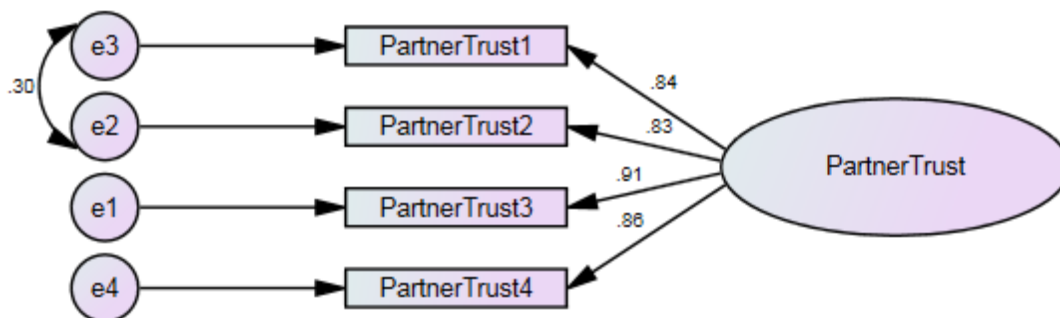 e3
PartnerTrust1
.84
.30
e2
PartnerTrust2
.83
PartnerTrust
e1
PartnerTrust3
.91
e4
PartnerTrust4
.86